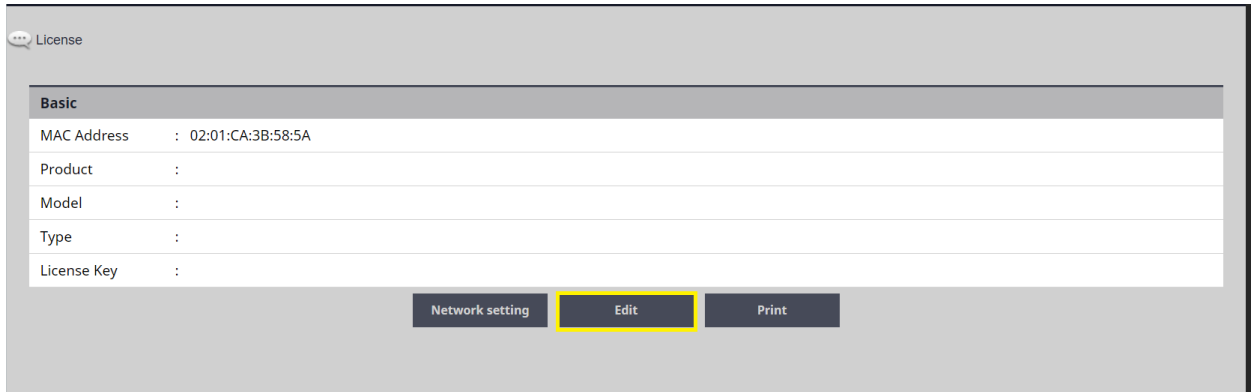 License
Basic
MAC Address : 02:01:CA:3B:58:5A
Product :
Model :
Type :
License Key :
Network setting Edit Print